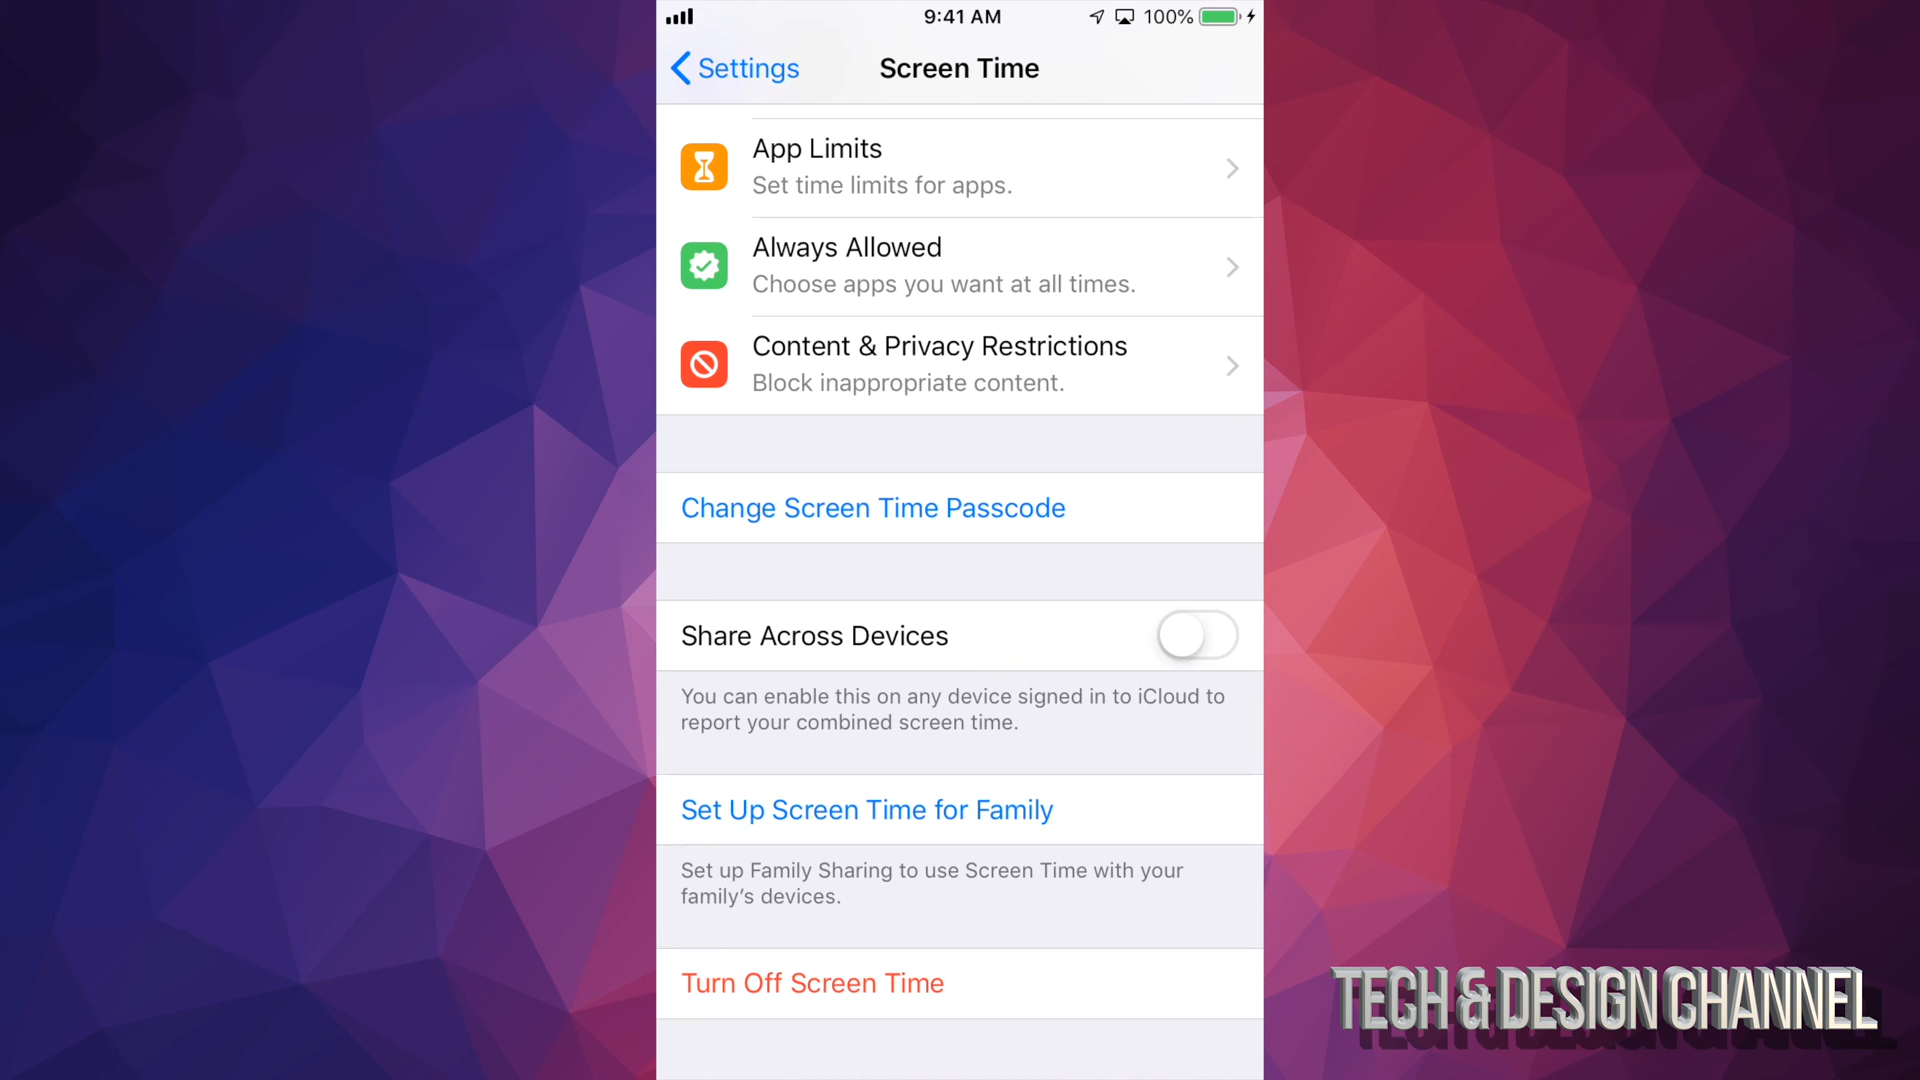 9:41 AM
100%
Settings
Screen Time
App Limits
Set time limits for apps.
Always Allowed
Choose apps you want at all times.
Content & Privacy Restrictions
Block inappropriate content.
Change Screen Time Passcode
Share Across Devices
You can enable this on any device signed in to iCloud to
report your combined screen time.
Set Up Screen Time for Family
Set up Family Sharing to use Screen Time with your
family’s devices.
Turn Off Screen Time
TECH & DESIGN CHANNEL